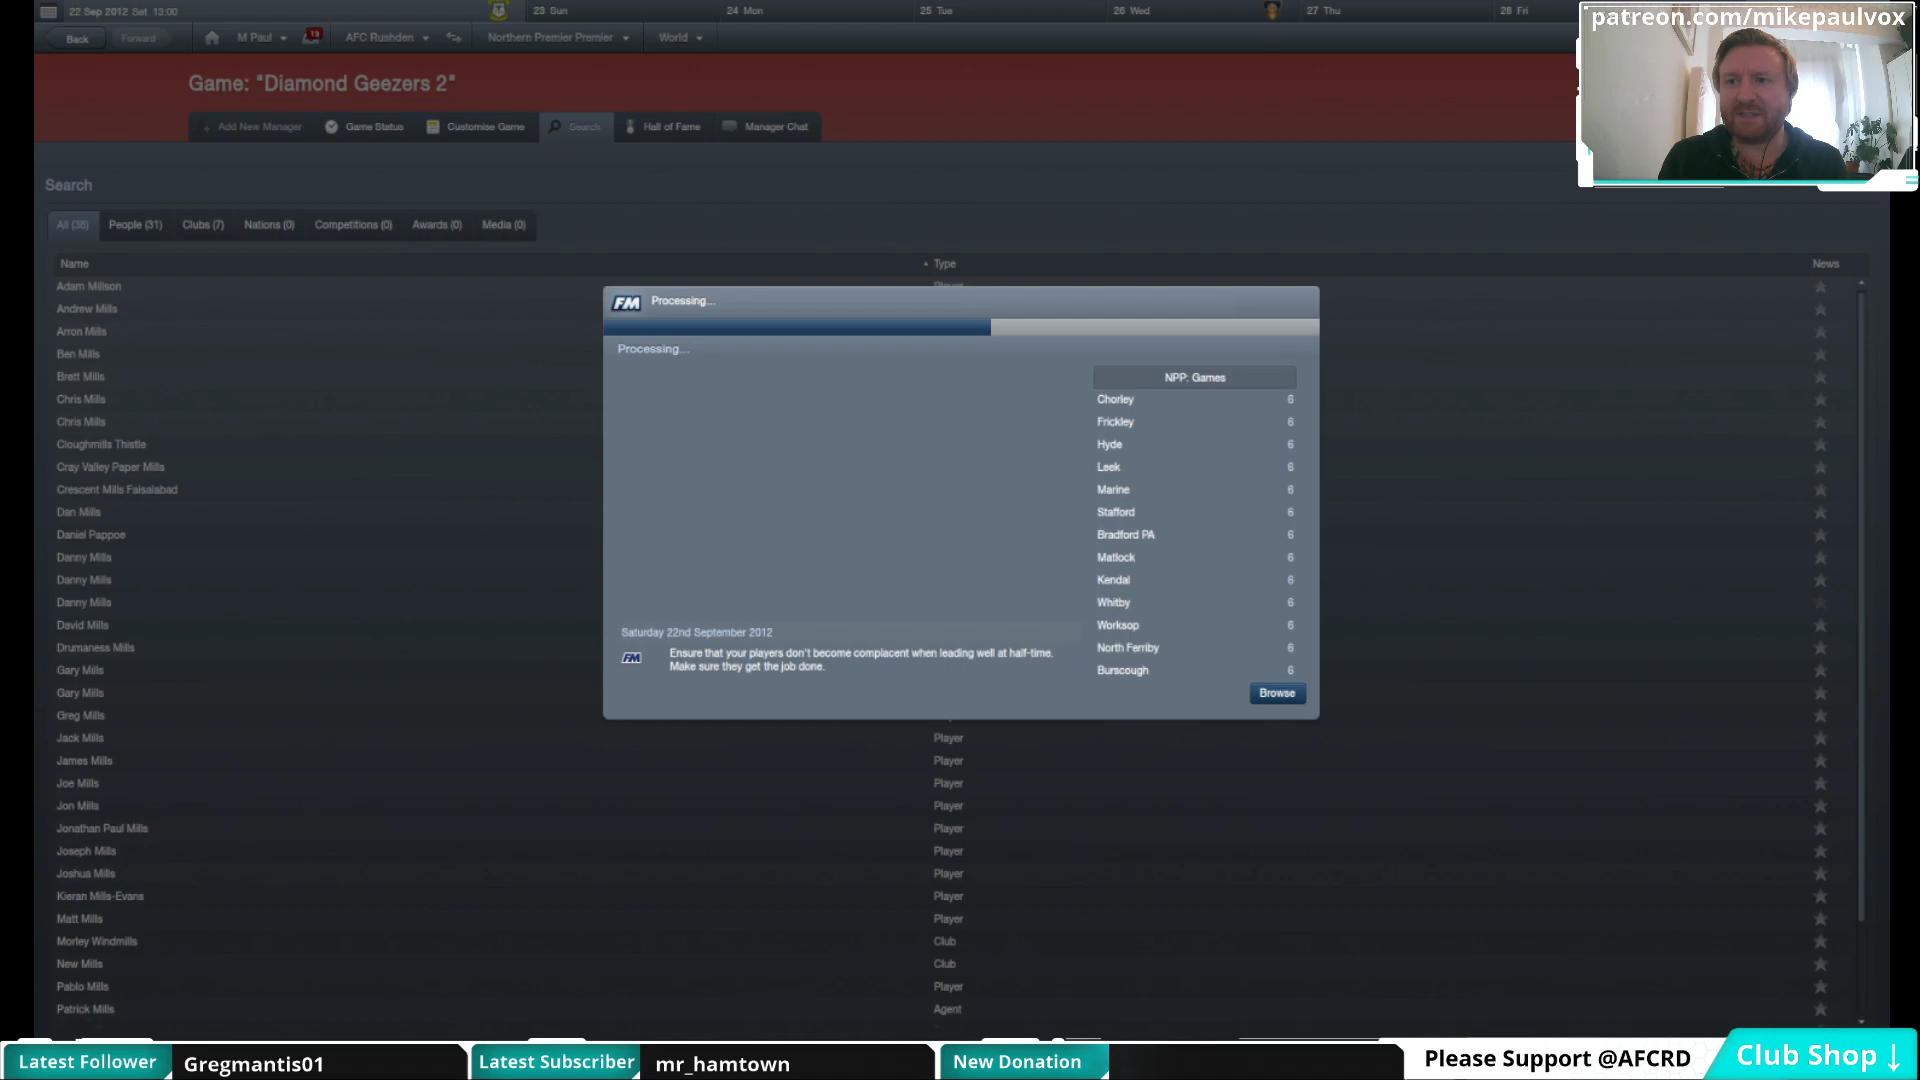 22 Sep 2012 Sat 13:00
23 Sun
24 Mon
25 Tue
26 Wed
27 Thu
28 Fri
patreon.com/mikepaulvox
Back
Forward
M Paul
13
AFC Rushden
Northern Premier Premier
World
Game: "Diamond Geezers 2"
Add New Manager
Game Status
Customise Game
Search
Hall of Fame
Manager Chat
Search
All (38)
People (31)
Clubs (7)
Nations (0)
Competitions (0)
Awards (0)
Media (0)
Name
Type
News
Adam Millson
Player
Andrew Mills
Arron Mills
Ben Mills
Brett Mills
Chris Mills
Chris Mills
Cloughmills Thistle
Cray Valley Paper Mills
Crescent Mills Faisalabad
Dan Mills
Daniel Pappoe
Danny Mills
Danny Mills
Danny Mills
David Mills
Drumaness Mills
Gary Mills
Gary Mills
Greg Mills
Jack Mills Player
James Mills Player
Joe Mills Player
Jon Mills Player
Jonathan Paul Mills Player
Joseph Mills Player
Joshua Mills Player
Kieran Mills-Evans Player
Matt Mills Player
Morley Windmills Club
New Mills Club
Pablo Mills Player
Patrick Mills Agent
FM Processing...
Processing...
NPP: Games
Chorley 6
Frickley 6
Hyde 6
Leek 6
Marine 6
Stafford 6
Bradford PA 6
Matlock 6
Kendal 6
Whitby 6
Worksop 6
North Ferriby 6
Burscough 6
Saturday 22nd September 2012
FM
Ensure that your players don't become complacent when leading well at half-time.
Make sure they get the job done.
Browse
Latest Follower
Gregmantis01
Latest Subscriber
mr_hamtown
New Donation
Please Support @AFCRD
Club Shop ↓